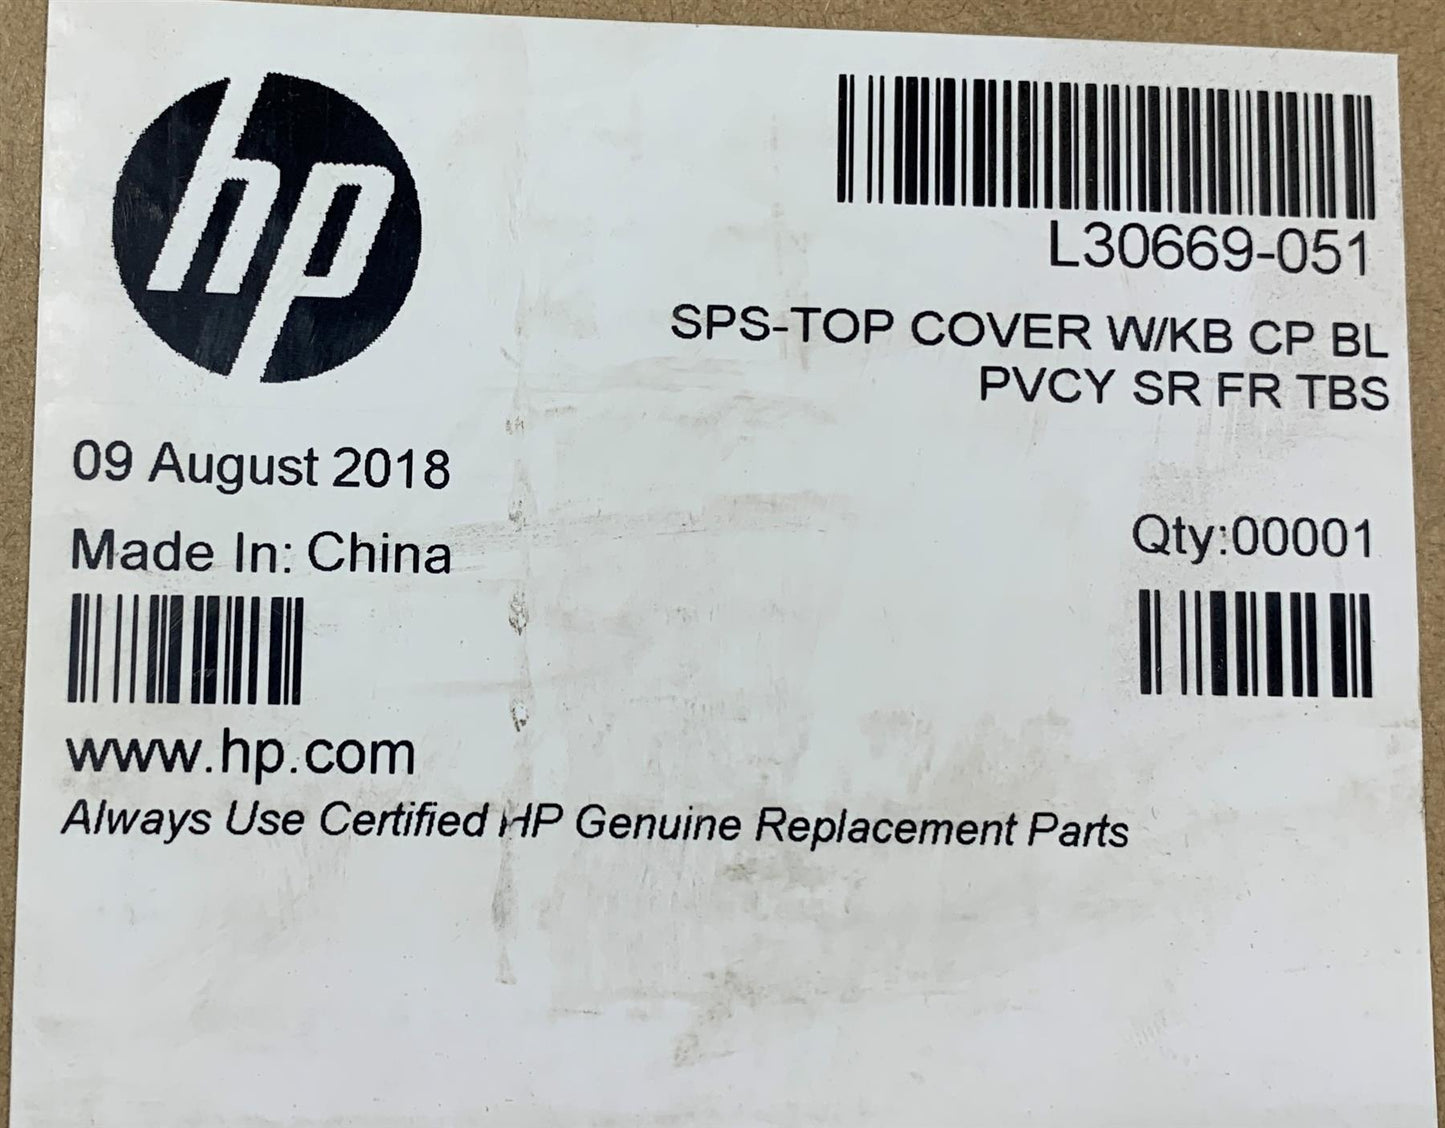 hp
L30669-051
SPS-TOP COVER W/KB CP BL
PVCY SR FR TBS
09 August 2018
Made In: China
Qty:00001
www.hp.com
Always Use Certified HP Genuine Replacement Parts